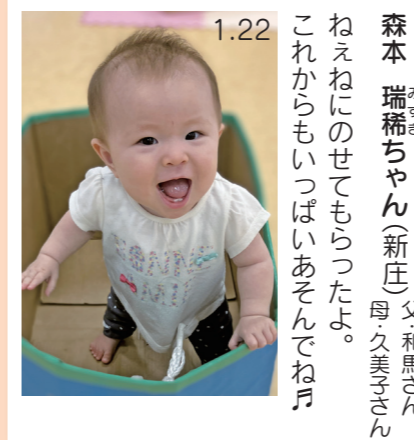 森本 瑞稀ちゃん(新庄)
みずき
父・和馬さん
母・久美子さん
ねぇねにのせてもらったよ。
これからもいっぱいあそんでね♬
1.22